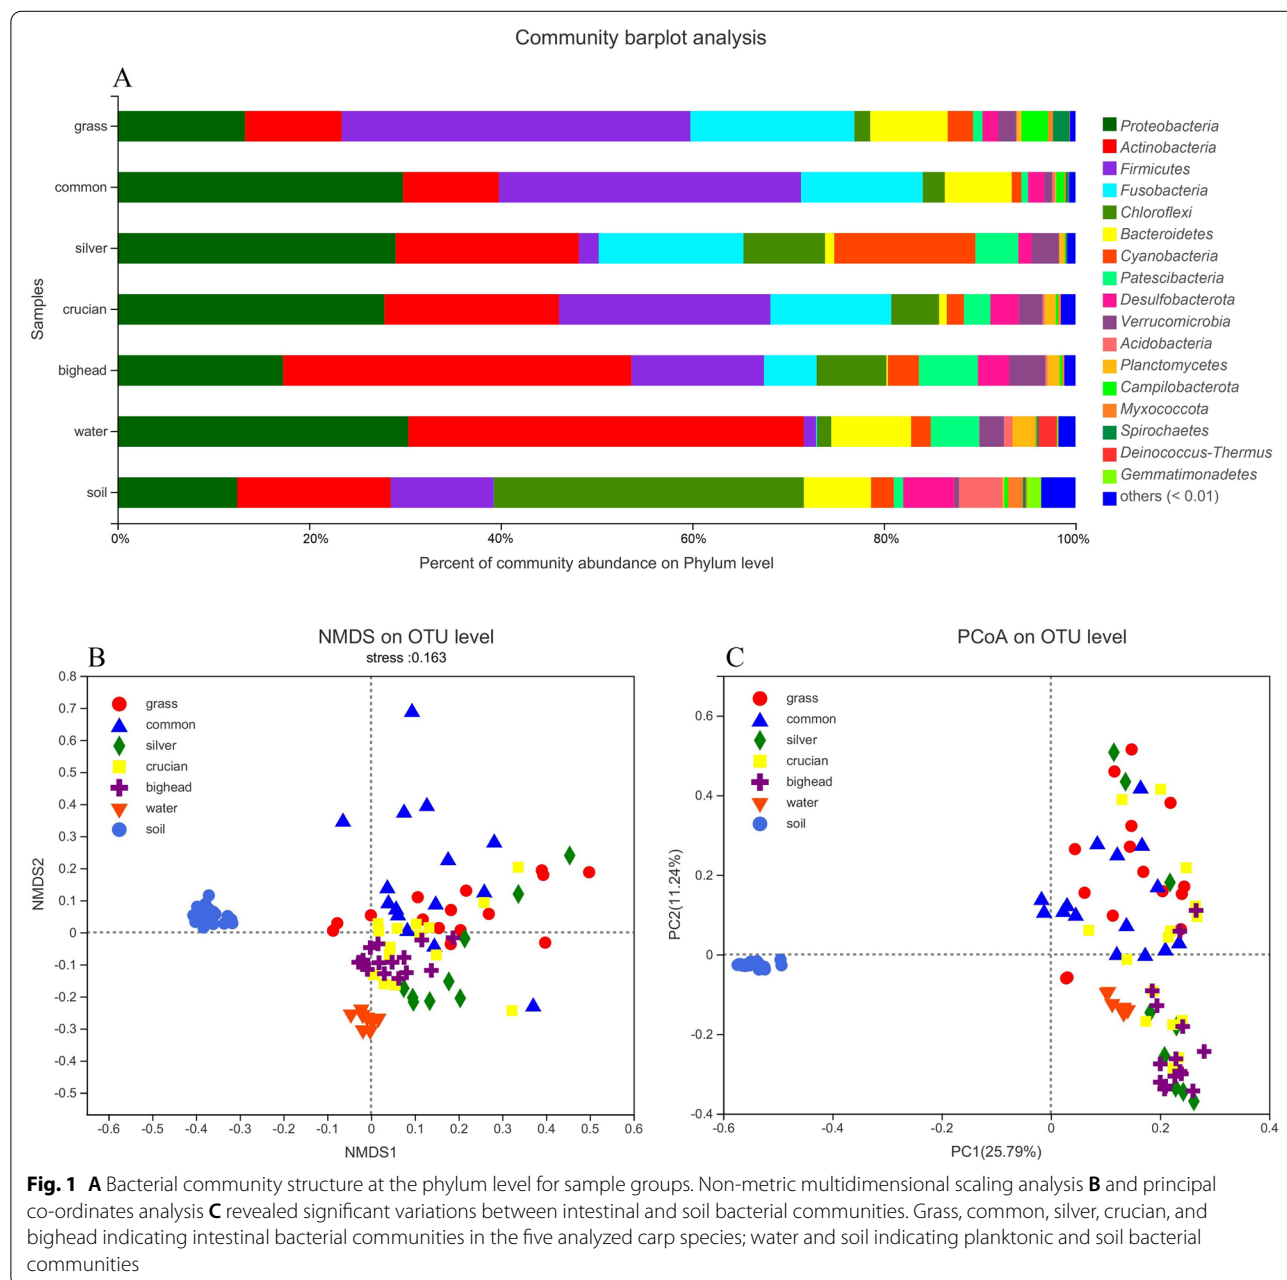 Community barplot analysis
A
grass
common
silver
crucian
bighead
water
soil
Samples
0%
20%
40%
60%
80%
100%
Percent of community abundance on Phylum level
Proteobacteria
Actinobacteria
Firmicutes
Fusobacteria
Chloroflexi
Bacteroidetes
Cyanobacteria
Patescibacteria
Desulfobacterota
Verrucomicrobia
Acidobacteria
Planctomycetes
Campilobacterota
Myxococcota
Spirochaetes
Deinococcus-Thermus
Gemmatimonadetes
others (< 0.01)
B
NMDS on OTU level
stress :0.163
0.8
0.7
0.6
0.5
0.4
0.3
0.2
0.1
0
-0.1
-0.2
-0.3
-0.4
-0.5
NMDS2
grass
common
silver
crucian
bighead
water
soil
-0.6
-0.5
-0.4
-0.3
-0.2
-0.1
0
0.1
0.2
0.3
0.4
0.5
0.6
NMDS1
C
PCoA on OTU level
0.6
0.4
0.2
0
-0.2
-0.4
PC2(11.24%)
grass
common
silver
crucian
bighead
water
soil
-0.6
-0.4
-0.2
0
0.2
0.4
PC1(25.79%)
Fig. 1 A Bacterial community structure at the phylum level for sample groups. Non-metric multidimensional scaling analysis B and principal
co-ordinates analysis C revealed significant variations between intestinal and soil bacterial communities. Grass, common, silver, crucian, and
bighead indicating intestinal bacterial communities in the five analyzed carp species; water and soil indicating planktonic and soil bacterial
communities